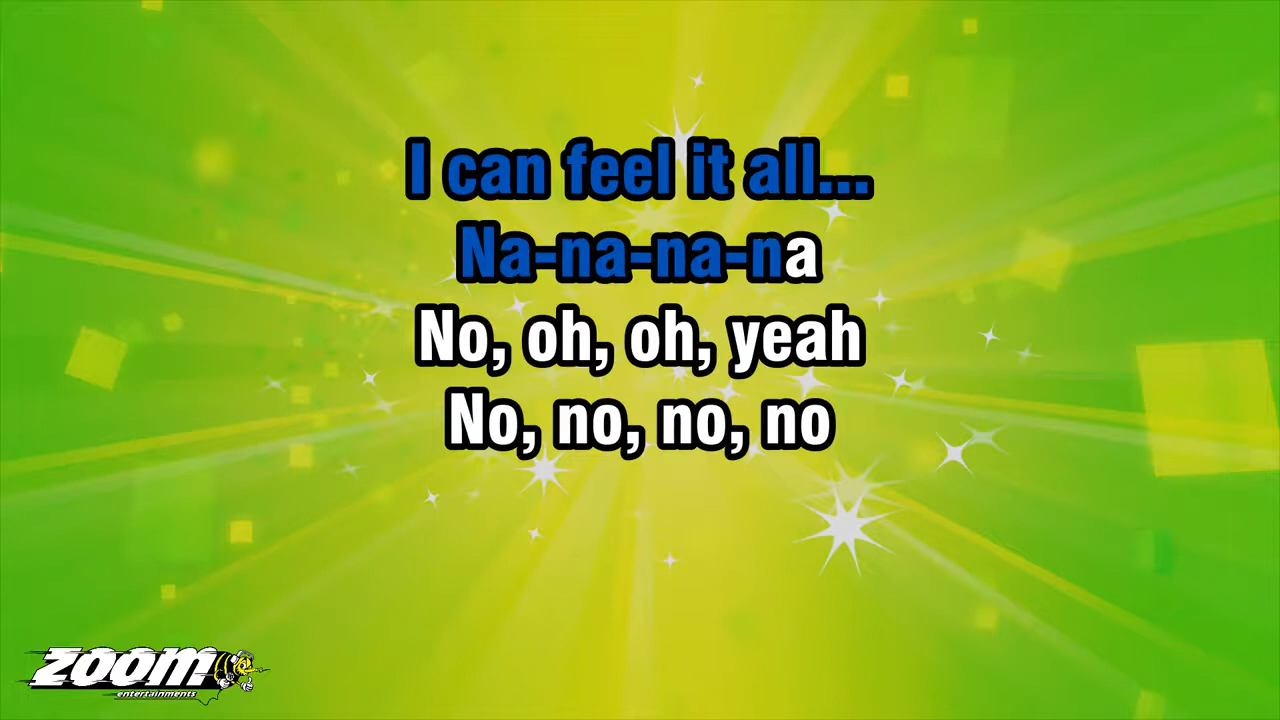 I can feel it all...
Na-na-na-na
No, oh, oh, yeah
No, no, no, no
zoom
entertainments